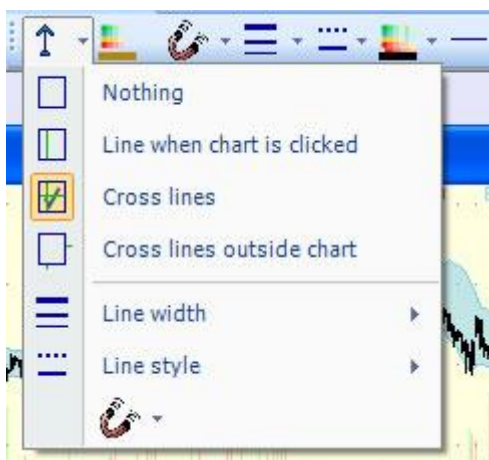 Nothing
Line when chart is clicked
Cross lines
Cross lines outside chart
Line width
Line style